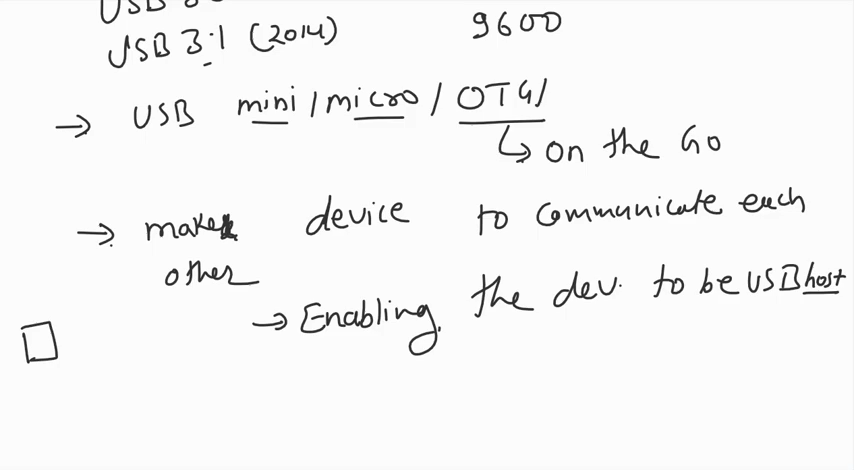 USB
USB 3.1 (2014) 9600
→ USB mini / micro / OTG/
↳ on the Go
→ make device to communicate each
other
→ Enabling the dev. to be USB host